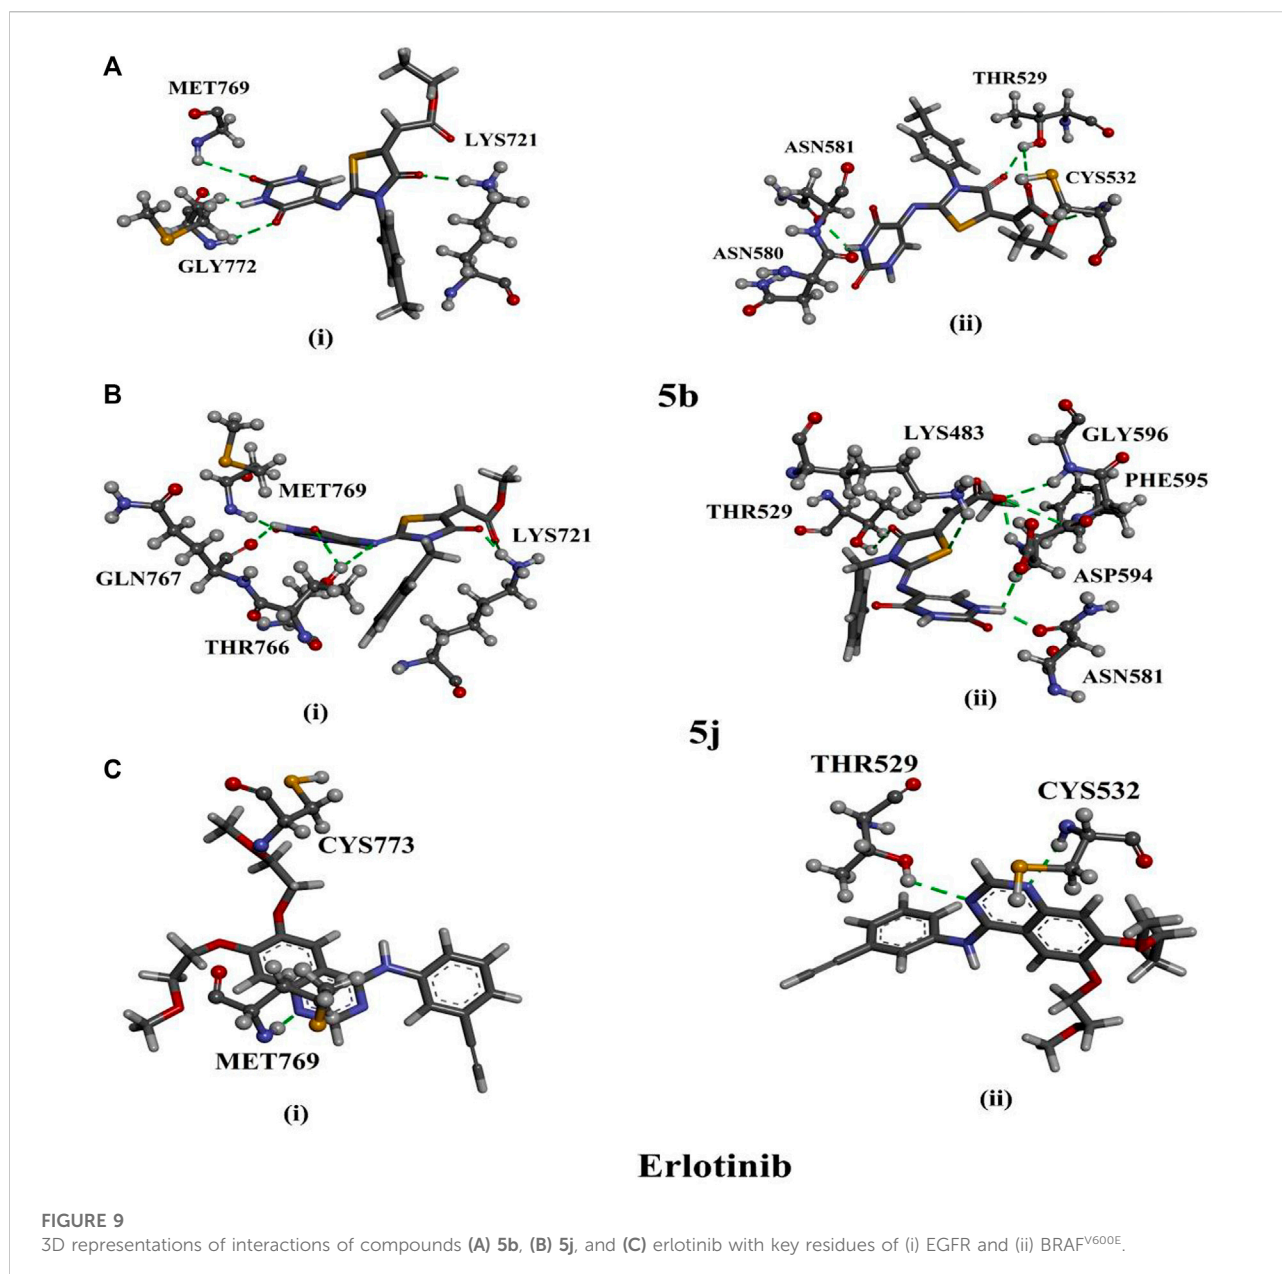 A
MET769
LYS721
GLY772
(i)
THR529
ASN581
CYS532
ASN580
(ii)
5b
B
MET769
LYS721
GLN767
THR766
(i)
LYS483
GLY596
PHE595
THR529
ASP594
ASN581
(ii)
5j
C
CYS773
MET769
(i)
THR529
CYS532
(ii)
Erlotinib
FIGURE 9
3D representations of interactions of compounds (A) 5b, (B) 5j, and (C) erlotinib with key residues of (i) EGFR and (ii) BRAFV600E.